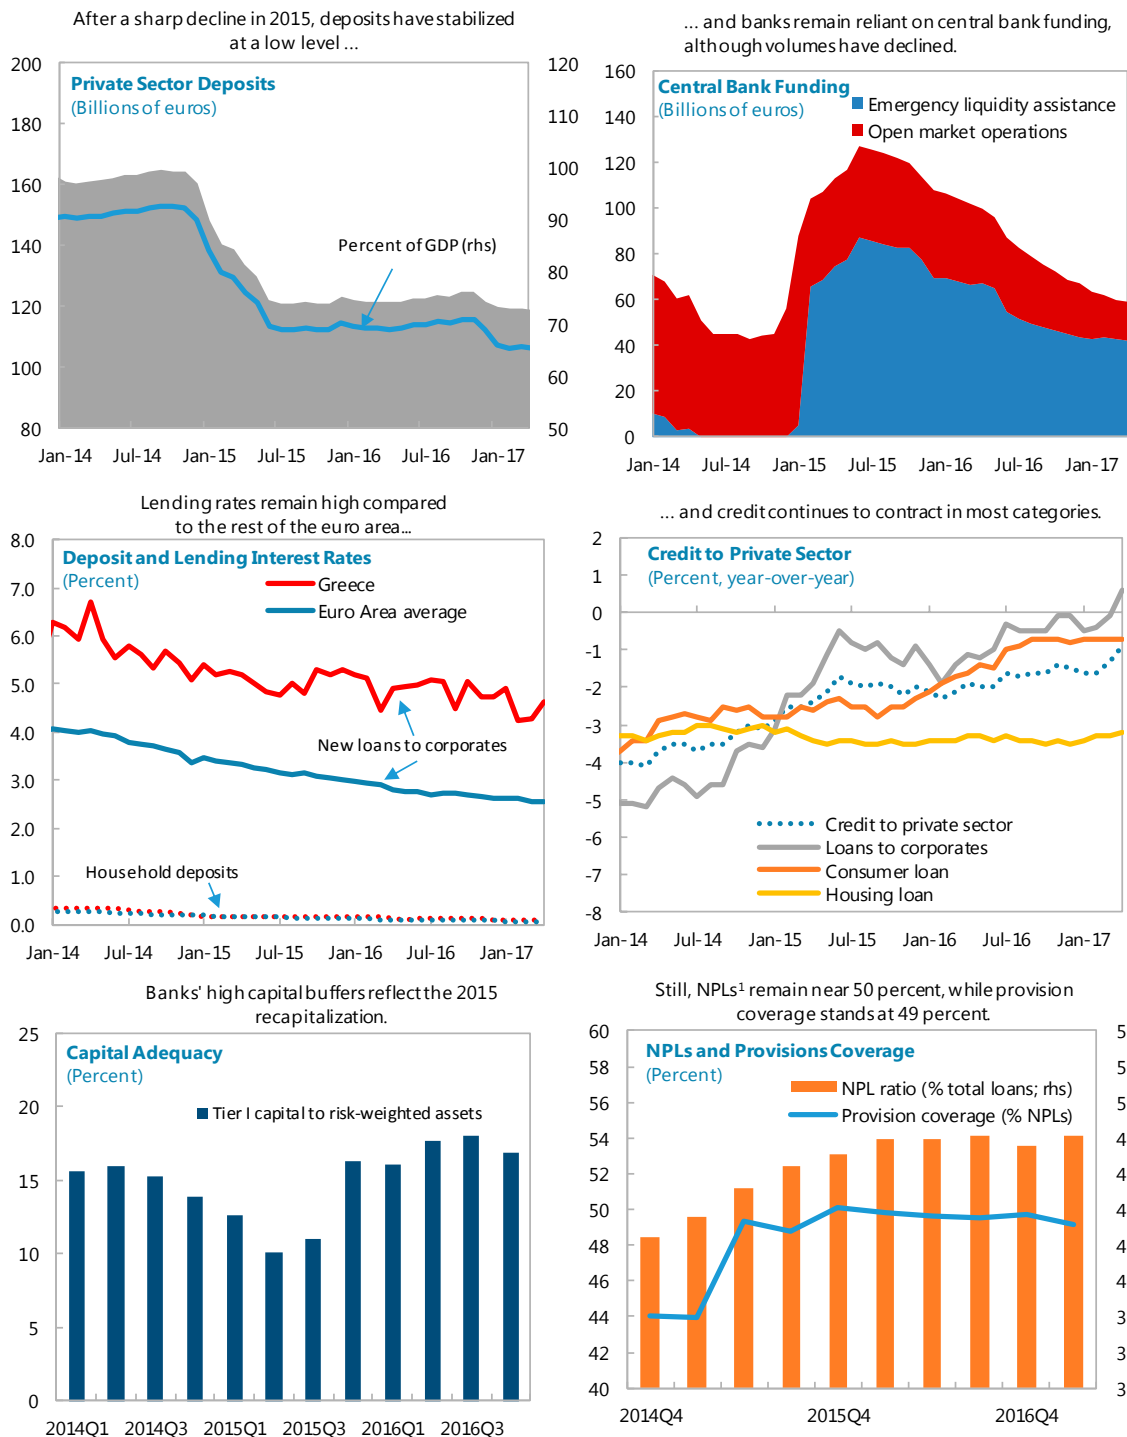 After a sharp decline in 2015, deposits have stabilized
at a low level ...
200
180
160
140
120
100
80
120
110
100
90
80
70
60
50
Private Sector Deposits
(Billions of euros)
Percent of GDP (rhs)
Jan-14 Jul-14 Jan-15 Jul-15 Jan-16 Jul-16 Jan-17
... and banks remain reliant on central bank funding,
although volumes have declined.
160
140
120
100
80
60
40
20
0
Central Bank Funding
(Billions of euros)
Emergency liquidity assistance
Open market operations
Jan-14 Jul-14 Jan-15 Jul-15 Jan-16 Jul-16 Jan-17
Lending rates remain high compared
to the rest of the euro area...
8.0
7.0
6.0
5.0
4.0
3.0
2.0
1.0
0.0
Deposit and Lending Interest Rates
(Percent)
Greece
Euro Area average
New loans to corporates
Household deposits
Jan-14 Jul-14 Jan-15 Jul-15 Jan-16 Jul-16 Jan-17
... and credit continues to contract in most categories.
2
1
0
-1
-2
-3
-4
-5
-6
-7
-8
Credit to Private Sector
(Percent, year-over-year)
Credit to private sector
Loans to corporates
Consumer loan
Housing loan
Jan-14 Jul-14 Jan-15 Jul-15 Jan-16 Jul-16 Jan-17
Banks' high capital buffers reflect the 2015
recapitalization.
25
20
15
10
5
0
Capital Adequacy
(Percent)
Tier I capital to risk-weighted assets
2014Q1 2014Q3 2015Q1 2015Q3 2016Q1 2016Q3
Still, NPLs¹ remain near 50 percent, while provision
coverage stands at 49 percent.
60
58
56
54
52
50
48
46
44
42
40
NPLs and Provisions Coverage
(Percent)
NPL ratio (% total loans; rhs)
Provision coverage (% NPLs)
5
5
5
4
4
4
4
4
3
3
3
2014Q4 2015Q4 2016Q4